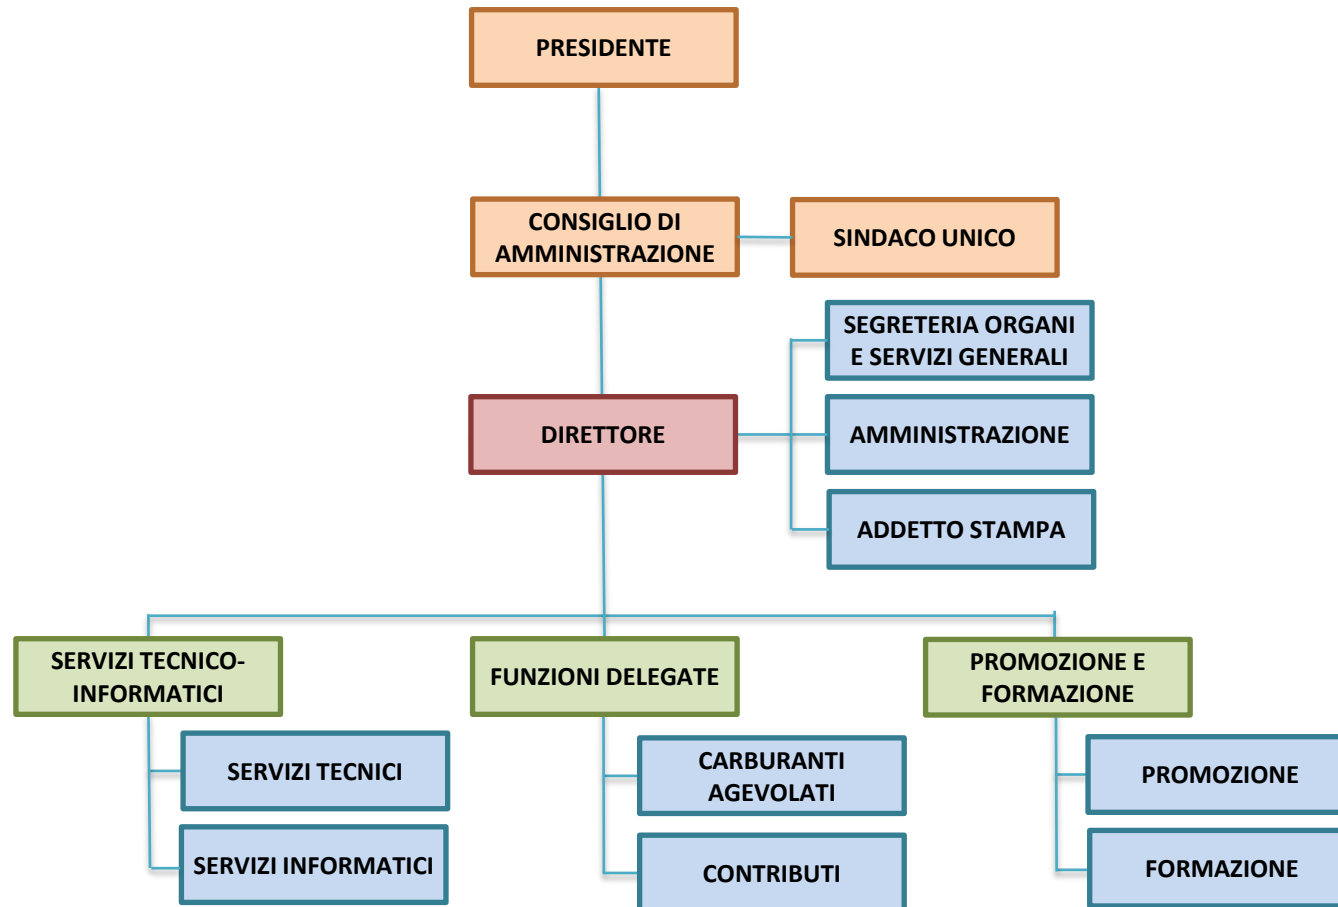 PRESIDENTE
CONSIGLIO DI
AMMINISTRAZIONE
SINDACO UNICO
SEGRETERIA ORGANI
E SERVIZI GENERALI
DIRETTORE
AMMINISTRAZIONE
ADDETTO STAMPA
SERVIZI TECNICO-
INFORMATICI
FUNZIONI DELEGATE
PROMOZIONE E
FORMAZIONE
SERVIZI TECNICI
CARBURANTI
AGEVOLATI
PROMOZIONE
SERVIZI INFORMATICI
CONTRIBUTI
FORMAZIONE